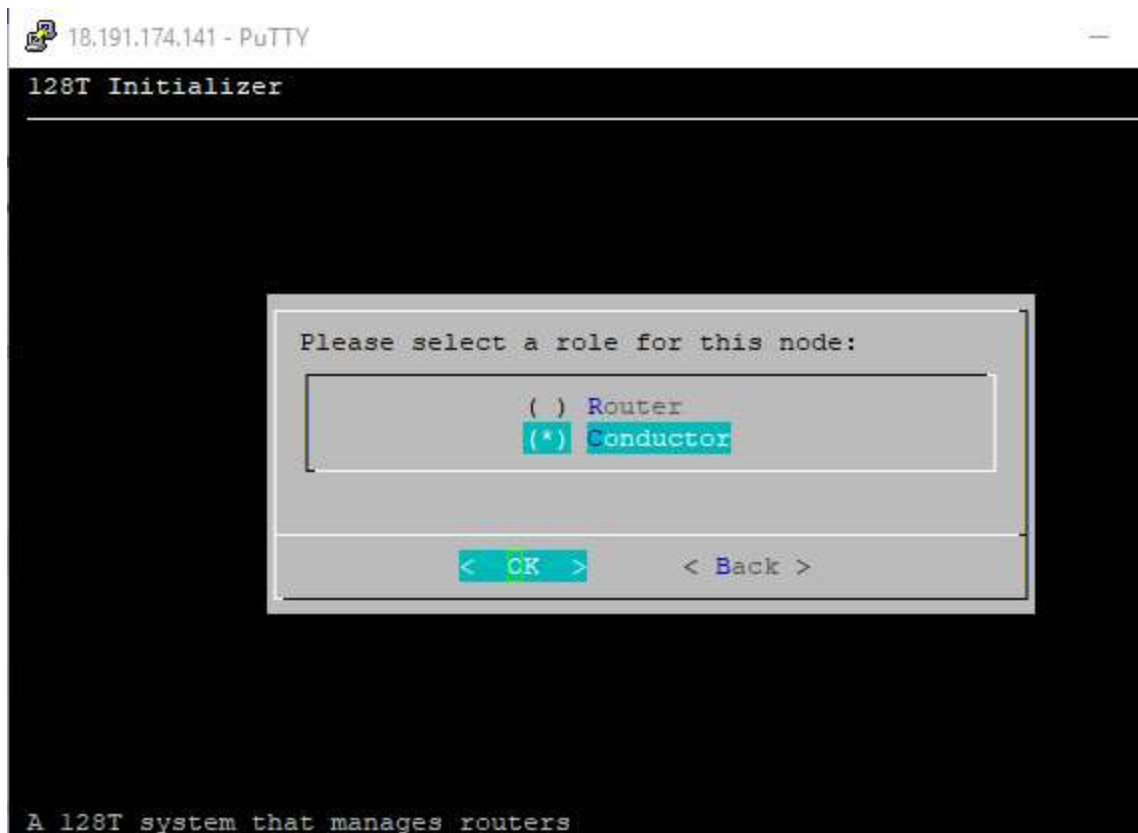 18.191.174.141 - PuTTY
128T Initializer
Please select a role for this node:
( ) Router
(*) Conductor
< OK > < Back >
A 128T system that manages routers